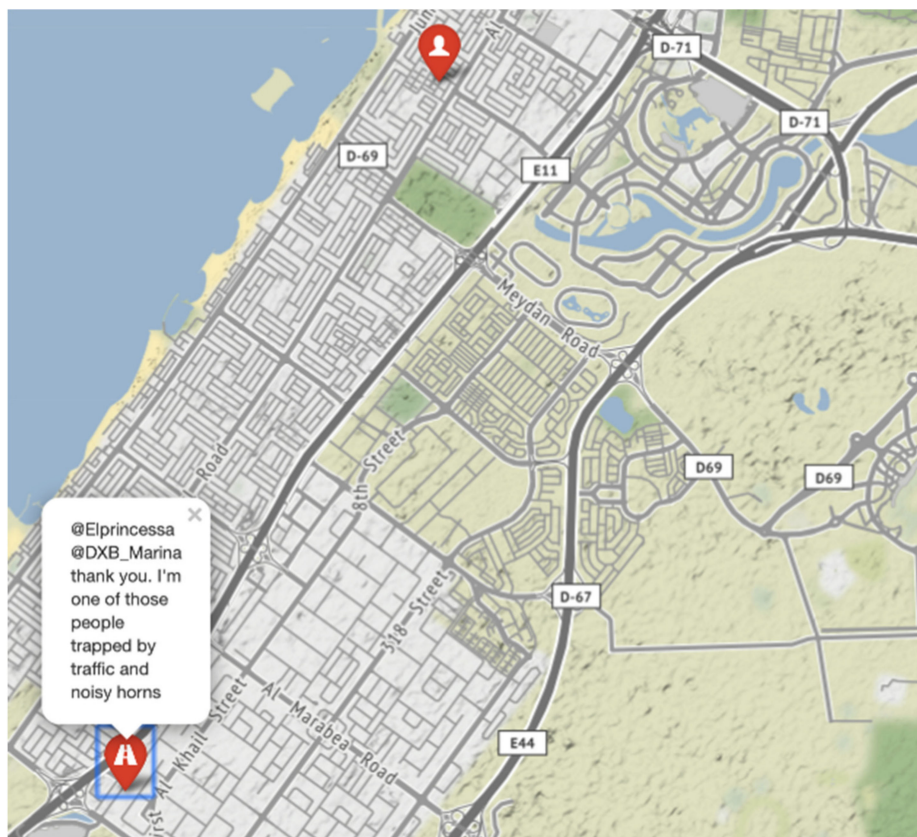 D-71
D-71
D-69
E11
Meydan Road
8th Street
Road
D69
D69
@Elprincessa
@DXB_Marina
thank you. I'm
one of those
people
trapped by
traffic and
noisy horns
D-67
318 Street
Al Marabea Road
Al Khail Street
E44